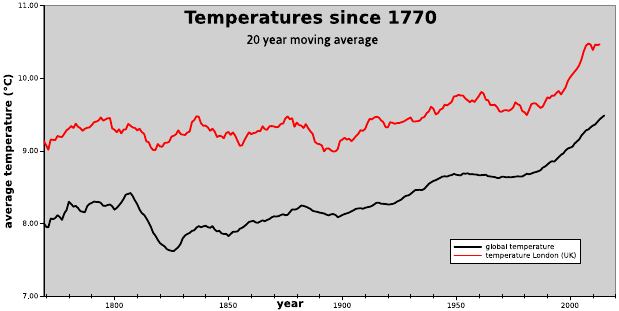 Temperatures since 1770
20 year moving average
average temperature (°C)
11.00
10.00
9.00
8.00
7.00
1800
1850
1900
1950
2000
year
global temperature
temperature London (UK)